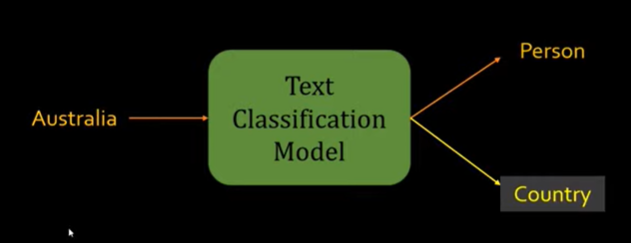 Person
Australia
Text
Classification
Model
Country